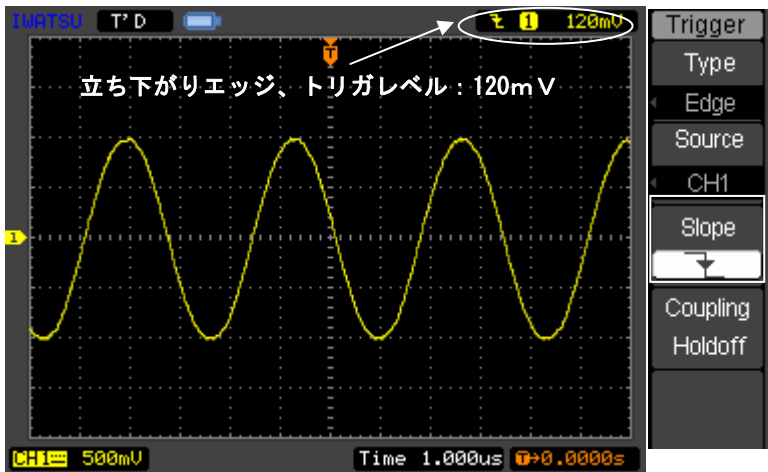 IWATSU T'D 1 120mV
T
立ち下がりエッジ、トリガレベル：120mV
1
CH1 500mV Time 1.000us T→0.0000s
Trigger
Type
Edge
Source
CH1
Slope
Coupling
Holdoff